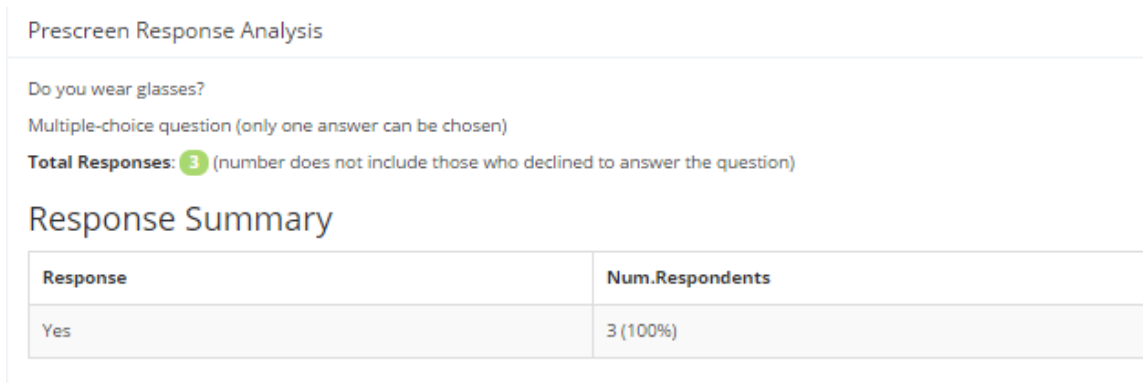 Prescreen Response Analysis
Do you wear glasses?
Multiple-choice question (only one answer can be chosen)
Total Responses: 3 (number does not include those who declined to answer the question)
Response Summary
Response Num.Respondents
Yes 3 (100%)